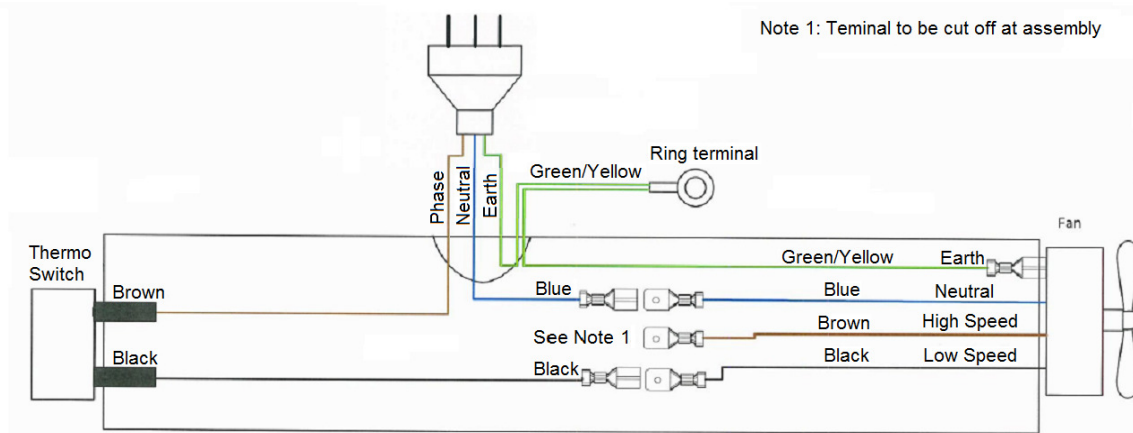 Note 1: Teminal to be cut off at assembly
Ring terminal
Green/Yellow
Phase
Neutral
Earth
Fan
Thermo
Switch
Green/Yellow
Earth
Brown
Blue
Blue
Neutral
See Note 1
Brown
High Speed
Black
Black
Black
Low Speed